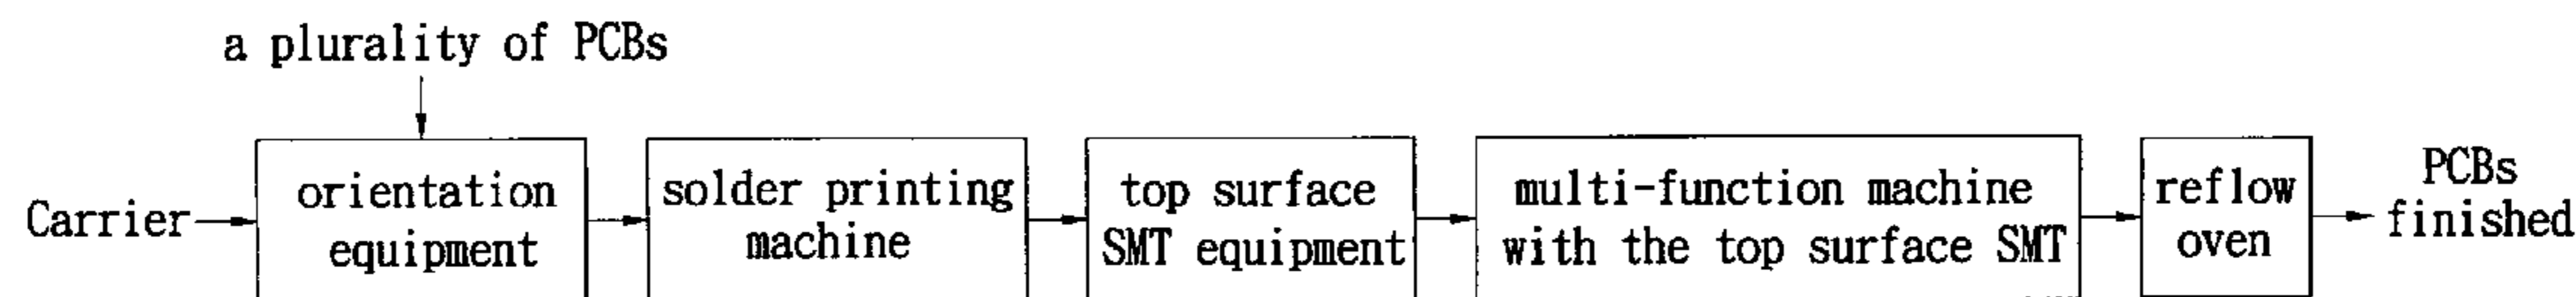 a plurality of PCBs
Carrier
orientation
equipment
solder printing
machine
top surface
SMT equipment
multi-function machine
with the top surface SMT
reflow
oven
PCBs
finished